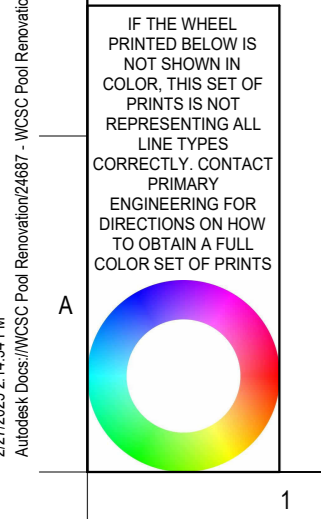 IF THE WHEEL
PRINTED BELOW IS
NOT SHOWN IN
COLOR, THIS SET OF
PRINTS IS NOT
REPRESENTING ALL
LINE TYPES
CORRECTLY. CONTACT
PRIMARY
ENGINEERING FOR
DIRECTIONS ON HOW
TO OBTAIN A FULL
COLOR SET OF PRINTS
A
1
Autodesk Docs://WCSC Pool Renovation/24687 - WCSC Pool